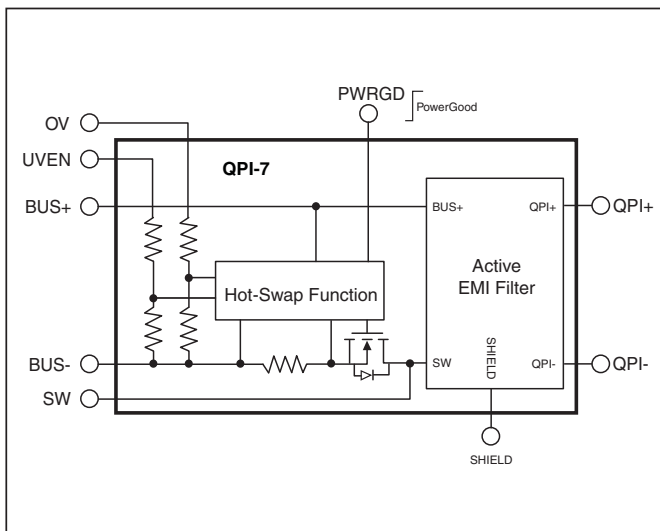 PWRGD
PowerGood
OV
UVEN
QPI-7
BUS+
BUS+
QPI+
QPI+
Active
EMI Filter
Hot-Swap Function
SHIELD
BUS-
SW
QPI-
QPI-
SW
SHIELD